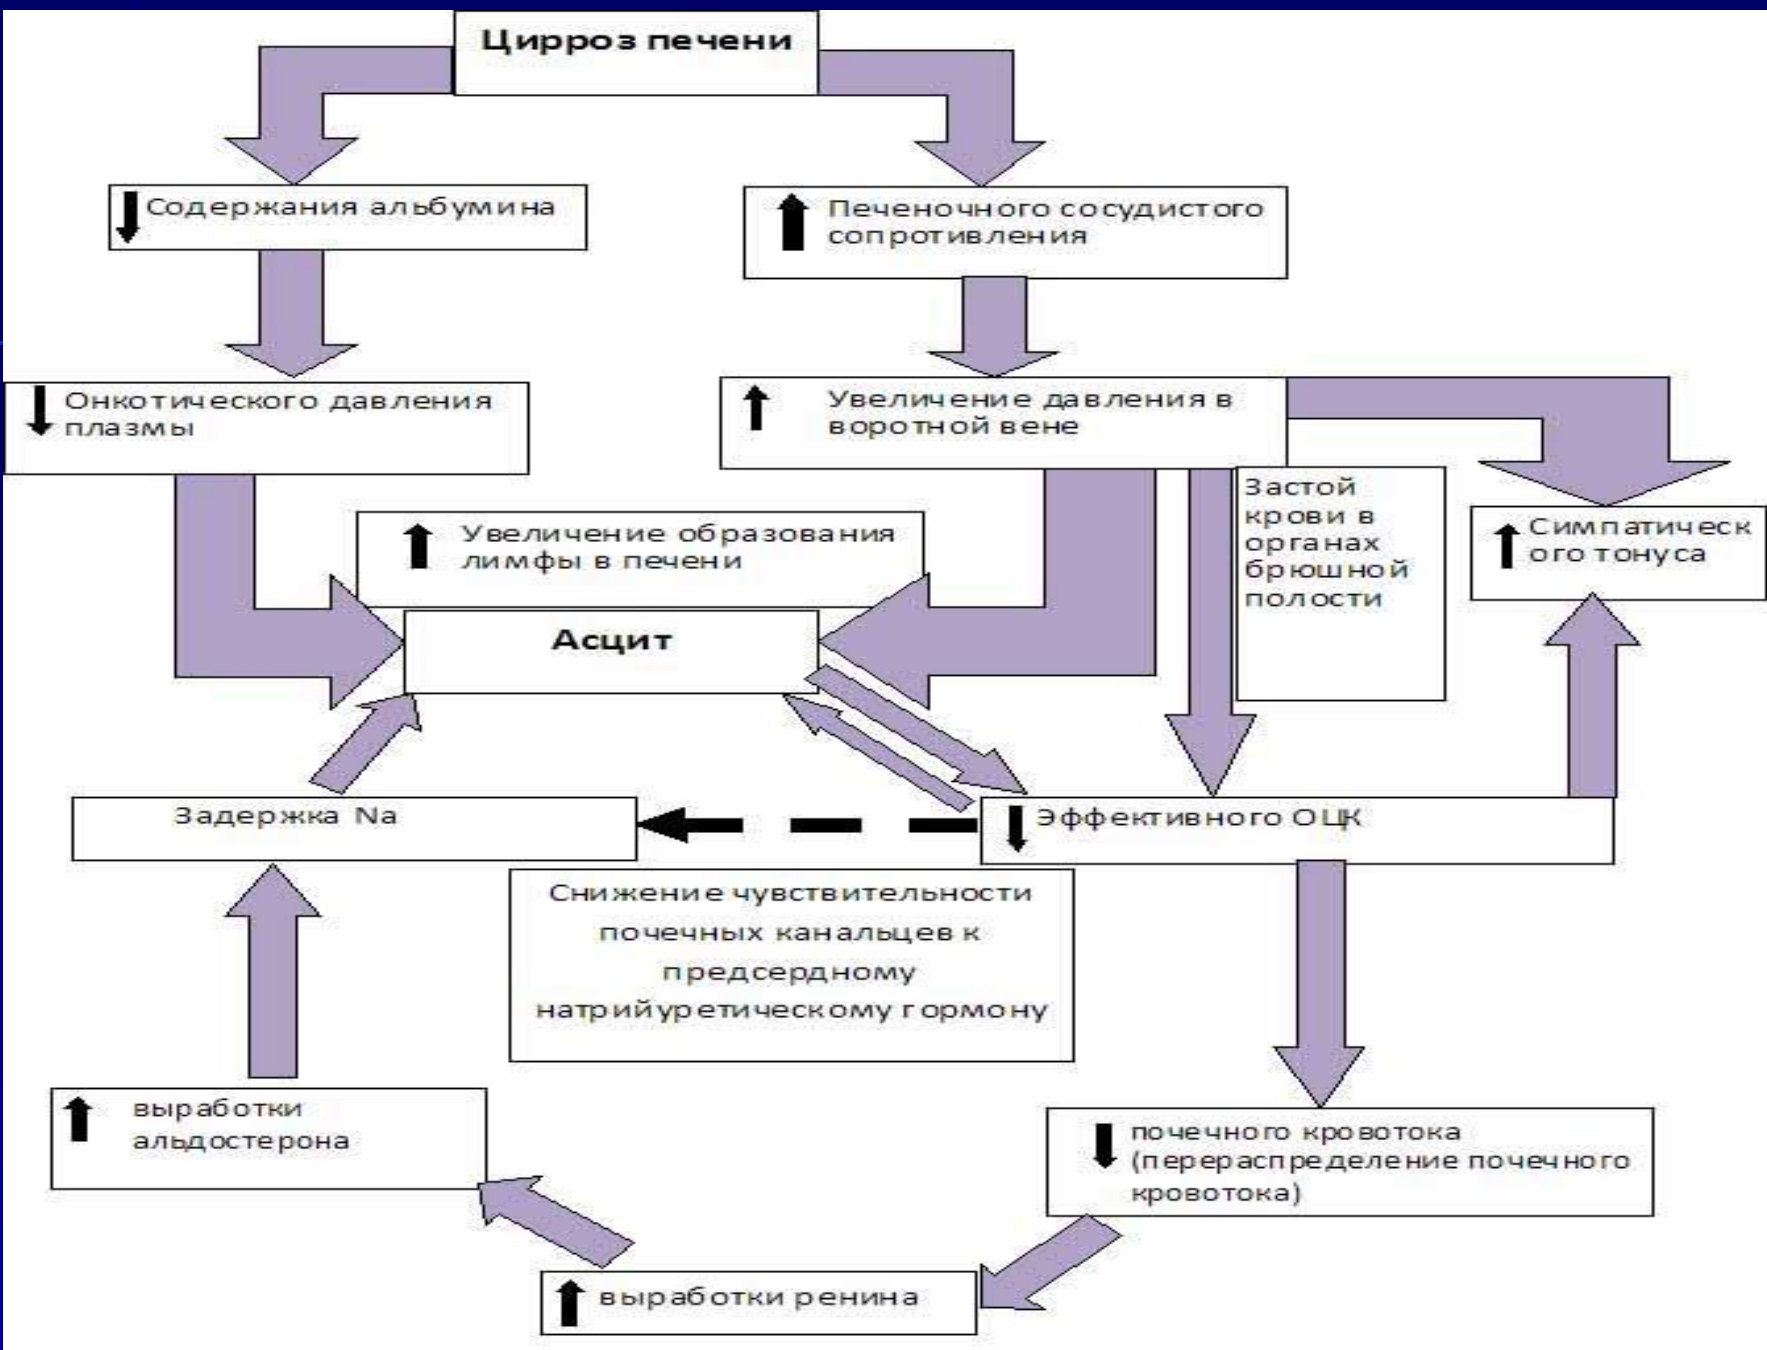 Цирроз печени
Содержания альбумина
Печеночного сосудистого
сопротивления
Онкотического давления
плазмы
Увеличение давления в
воротной вене
Застой
крови в
органах
брюшной
полости
Симпатическ
ого тонуса
Увеличение образования
лимфы в печени
Асцит
Задержка Na
Эффективного ОЦК
Снижение чувствительности
почечных канальцев к
предсердному
натрийуретическому гормону
выработки
альдостерона
почечного кровотока
(перераспределение почечного
кровотока)
выработки ренина